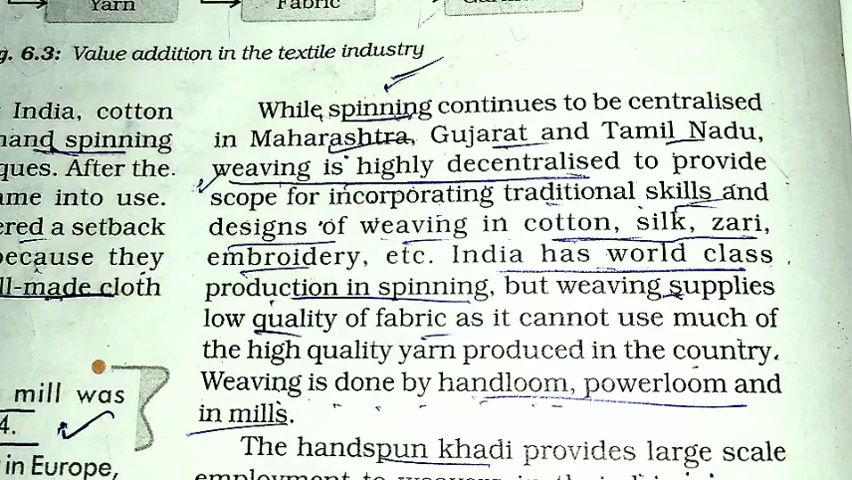 Yarn
Fabric
6.3: Value addition in the textile industry
India, cotton
hand spinning
After the
into use.
a setback
because they
cloth
mill was
4.
in Europe,
While spinning continues to be centralised
in Maharashtra, Gujarat and Tamil Nadu,
weaving is highly decentralised to provide
scope for incorporating traditional skills and
designs of weaving in cotton, silk, zari,
embroidery, etc. India has world class
production in spinning, but weaving supplies
low quality of fabric as it cannot use much of
the high quality yarn produced in the country.
Weaving is done by handloom, powerloom and
in mills.
The handspun khadi provides large scale
employment to weavers in